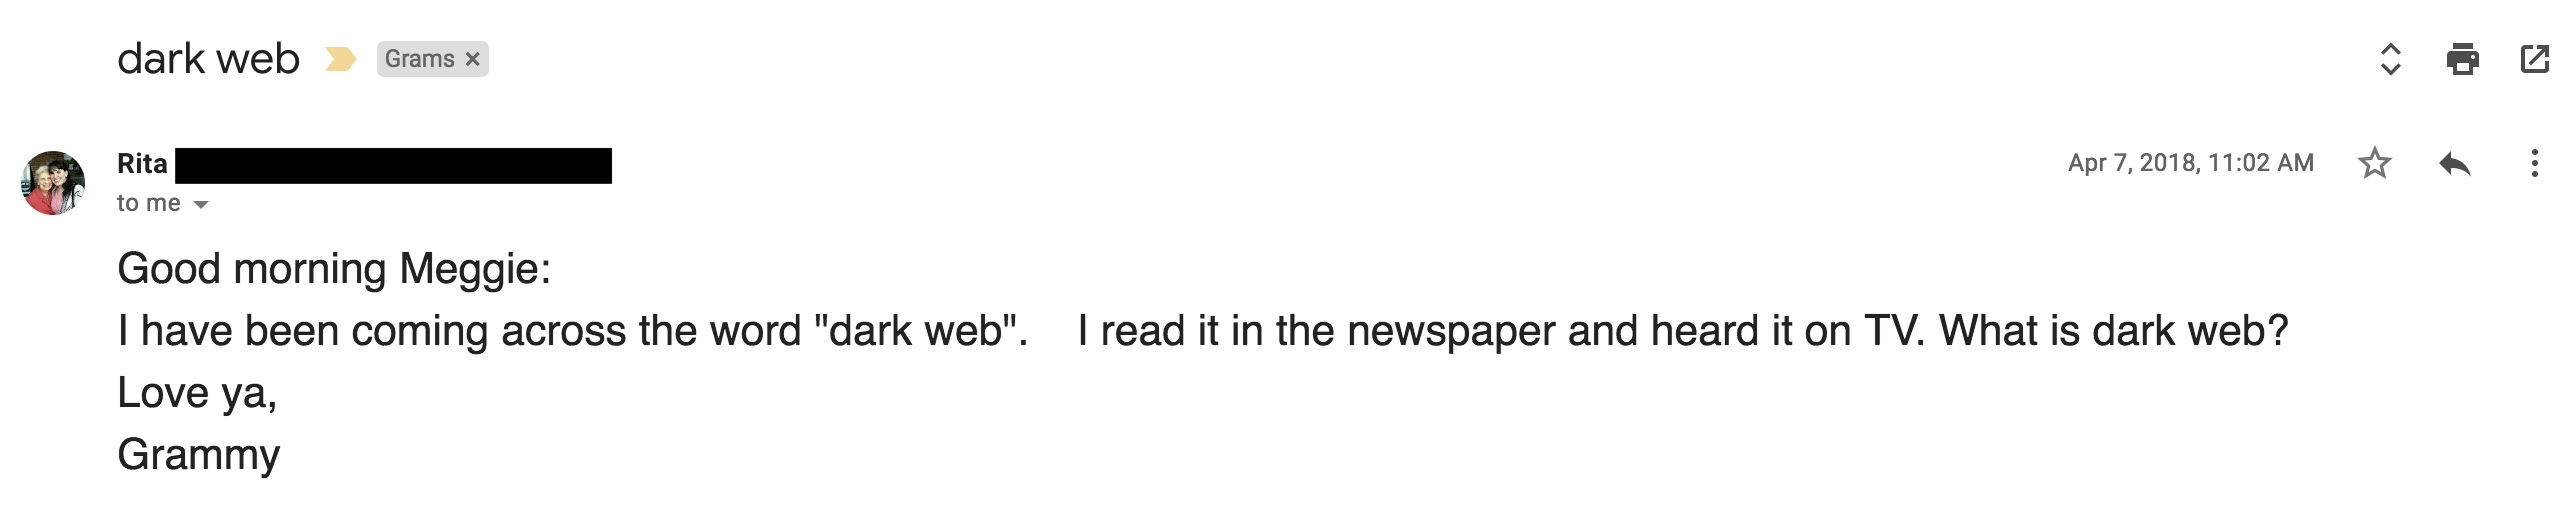 dark web Grams ×
Rita
Apr 7, 2018, 11:02 AM
to me
Good morning Meggie:
I have been coming across the word "dark web".    I read it in the newspaper and heard it on TV. What is dark web?
Love ya,
Grammy